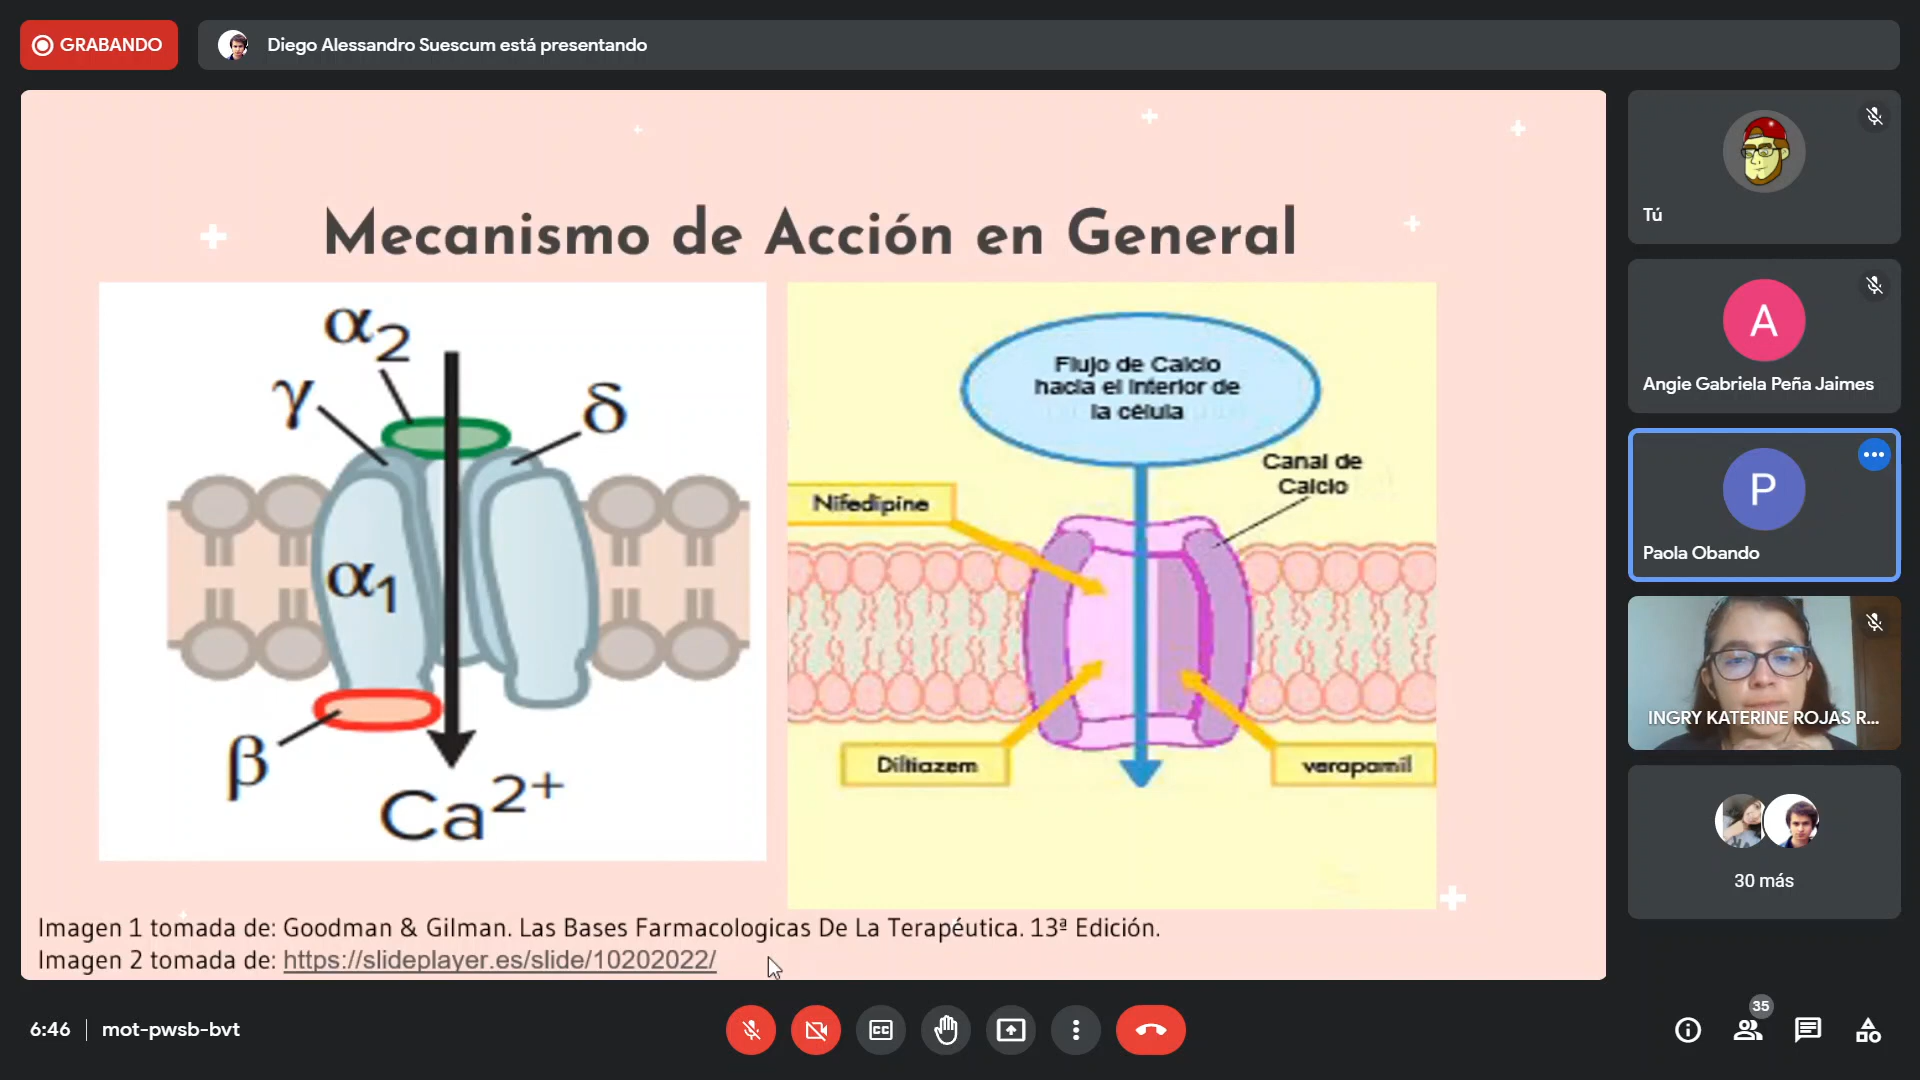 GRABANDO
Diego Alessandro Suescum está presentando
Mecanismo de Acción en General
α2
γ
δ
α1
β
Ca2+
Flujo de Calcio
hacia el interior de
la célula
Canal de
Calcio
Nifedipine
Diltiazem
verapamil
Imagen 1 tomada de: Goodman & Gilman. Las Bases Farmacologicas De La Terapéutica. 13ª Edición.
Imagen 2 tomada de: https://slideplayer.es/slide/10202022/
Tú
A
Angie Gabriela Peña Jaimes
P
Paola Obando
INGRY KATERINE ROJAS R...
30 más
6:46
mot-pwsb-bvt
CC
35